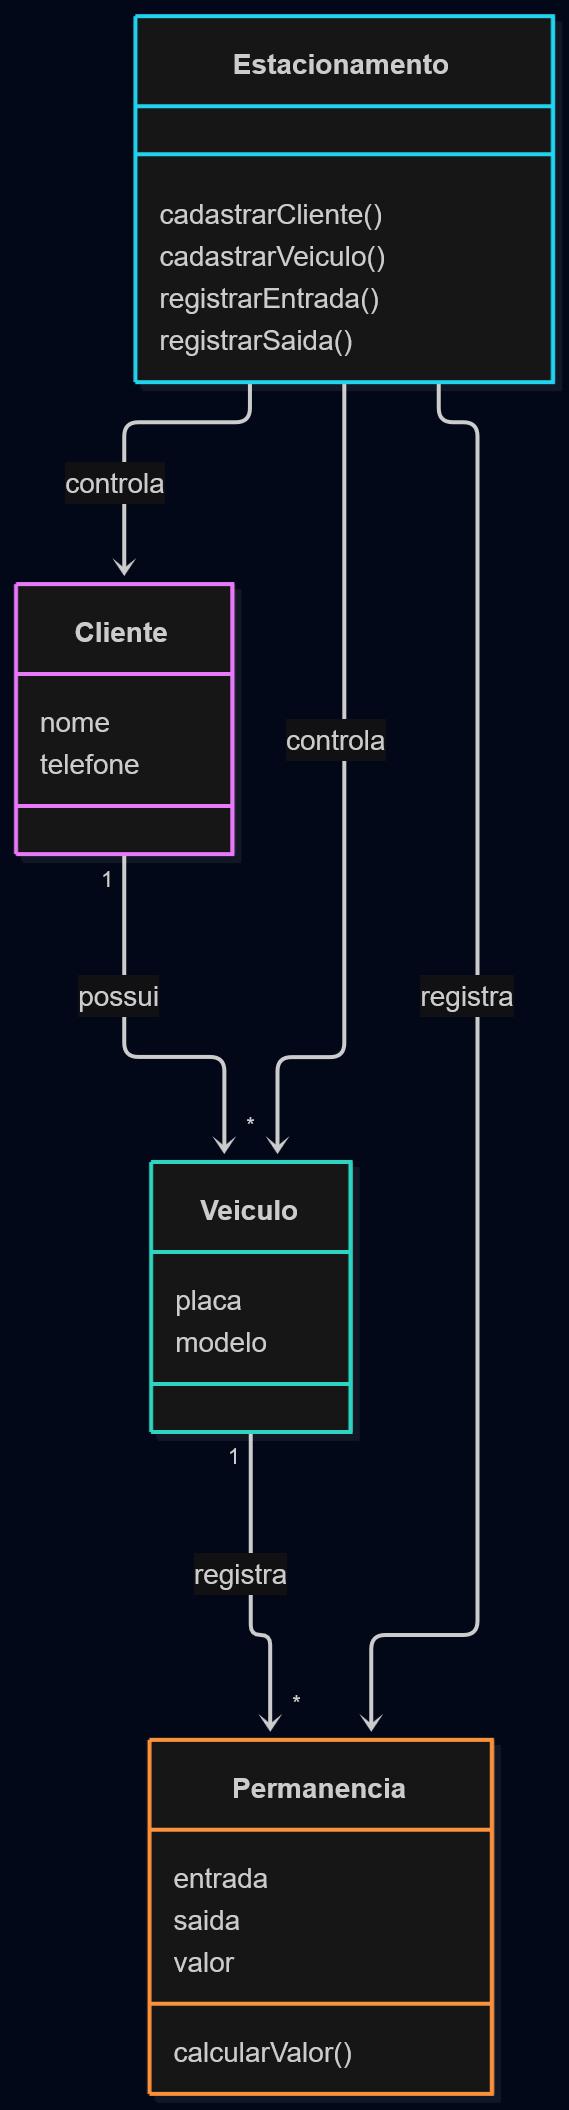 Estacionamento
cadastrarCliente()
cadastrarVeiculo()
registrarEntrada()
registrarSaida()
controla
Cliente
nome
telefone
controla
1
possui
registra
*
Veiculo
placa
modelo
1
registra
*
Permanencia
entrada
saida
valor
calcularValor()